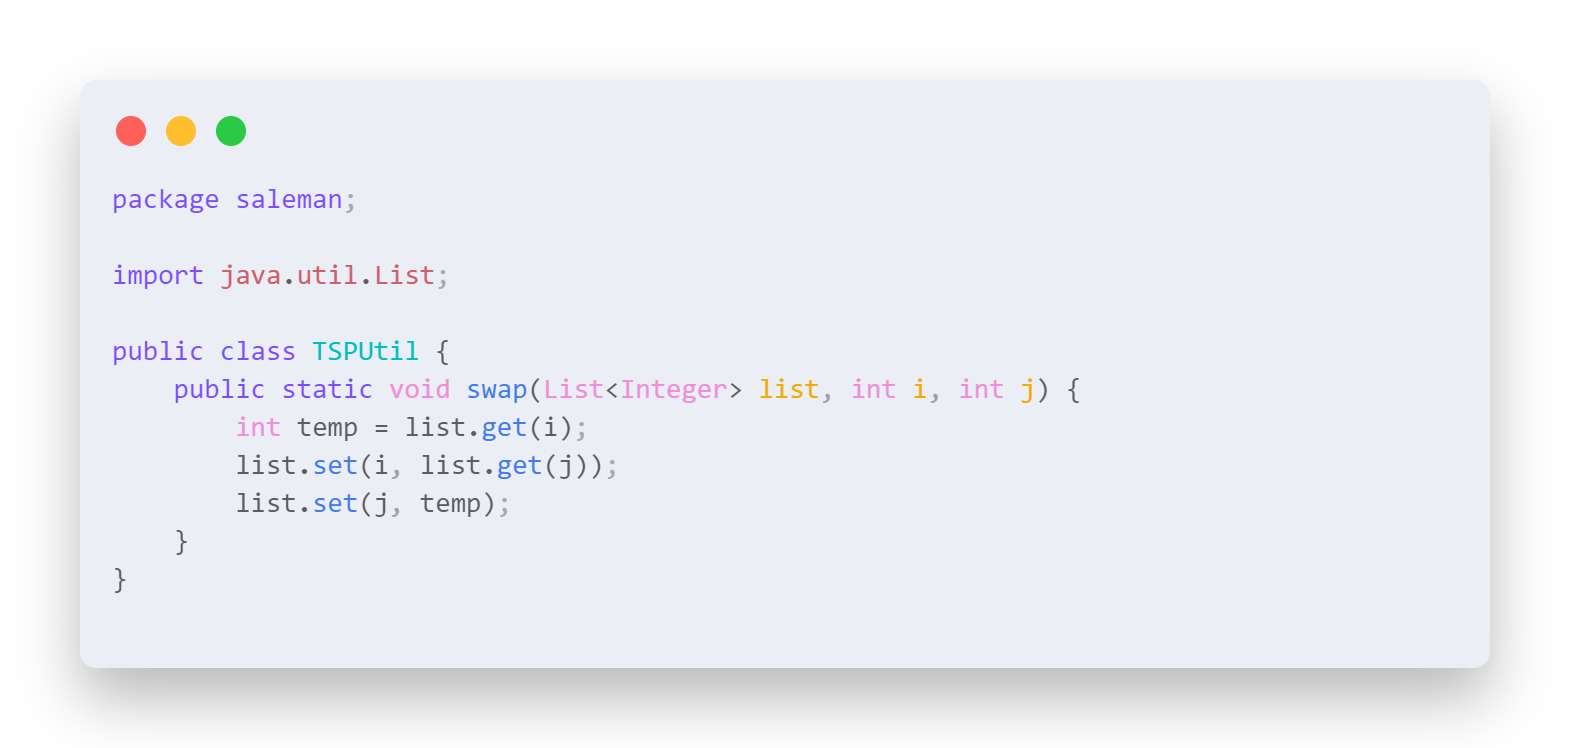 package saleman;

import java.util.List;

public class TSPUtil {
    public static void swap(List<Integer> list, int i, int j) {
        int temp = list.get(i);
        list.set(i, list.get(j));
        list.set(j, temp);
    }
}